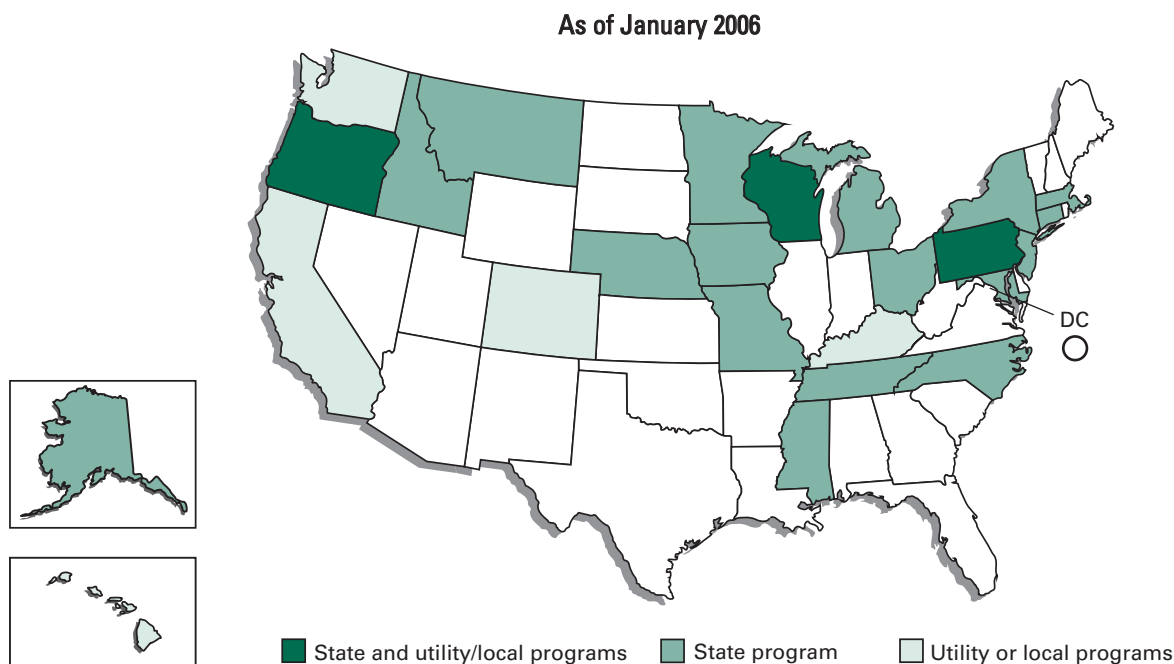 As of January 2006
DC
State and utility/local programs
State program
Utility or local programs